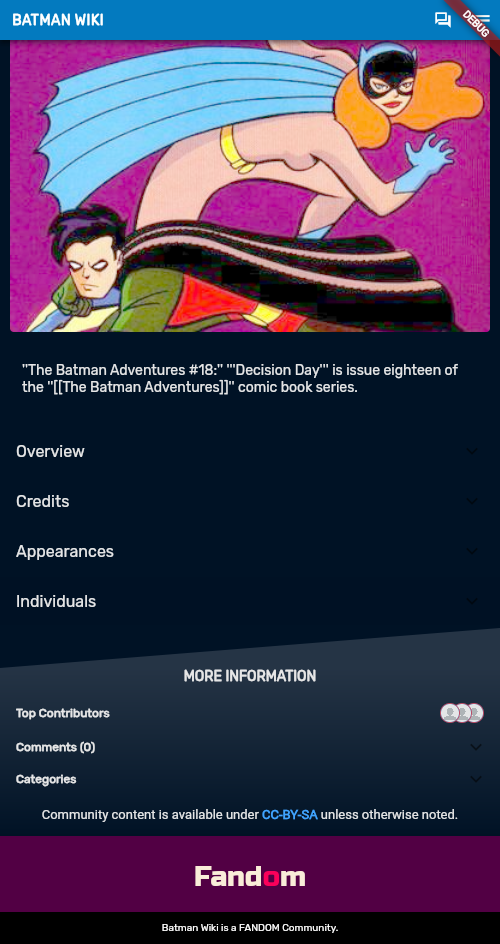 BATMAN WIKI
DEBUG
"The Batman Adventures #18:" '"Decision Day'" is issue eighteen of
the "[[The Batman Adventures]]" comic book series.
Overview
Credits
Appearances
Individuals
MORE INFORMATION
Top Contributors
Comments (0)
Categories
Community content is available under CC-BY-SA unless otherwise noted.
Fandom
Batman Wiki is a FANDOM Community.